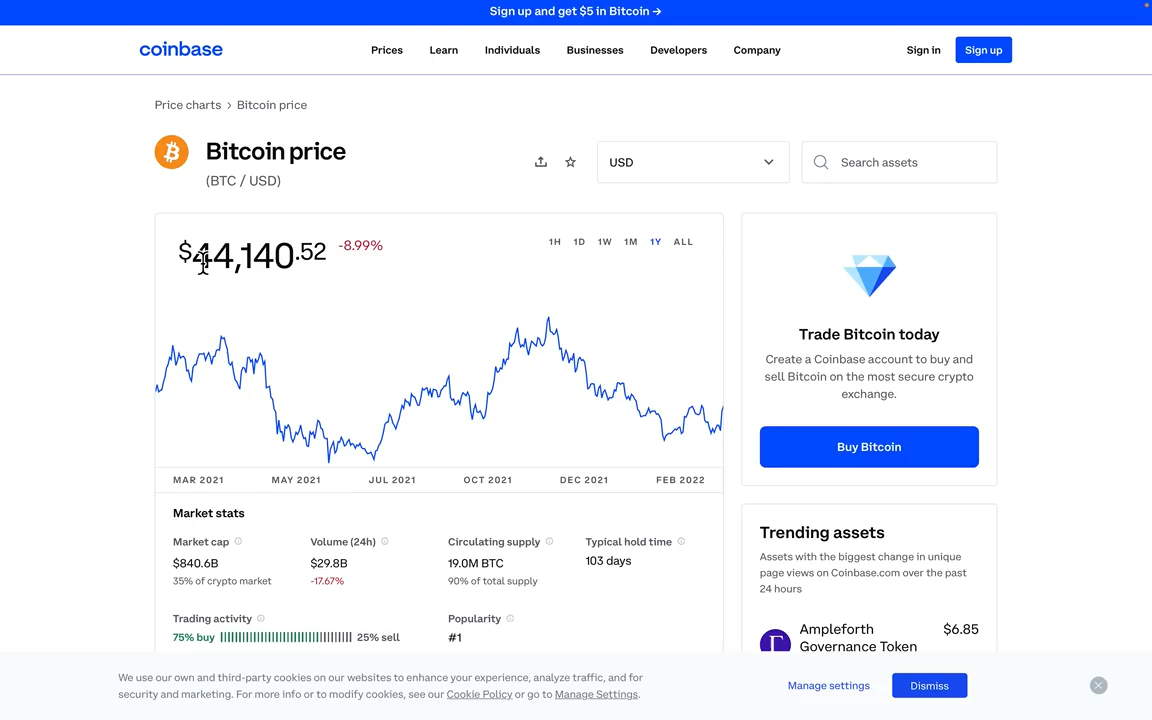 Sign up and get $5 in Bitcoin →
coinbase
Prices Learn Individuals Businesses Developers Company
Sign in Sign up
Price charts > Bitcoin price
Bitcoin price
(BTC / USD)
USD
Search assets
$44,140.52 -8.99%
1H 1D 1W 1M 1Y ALL
MAR 2021 MAY 2021 JUL 2021 OCT 2021 DEC 2021 FEB 2022
Trade Bitcoin today
Create a Coinbase account to buy and
sell Bitcoin on the most secure crypto
exchange.
Buy Bitcoin
Market stats
Market cap Volume (24h) Circulating supply Typical hold time
$840.6B $29.8B 19.0M BTC 103 days
35% of crypto market -17.67% 90% of total supply
Trading activity Popularity
75% buy 25% sell #1
Trending assets
Assets with the biggest change in unique
page views on Coinbase.com over the past
24 hours
Ampleforth $6.85
Governance Token
We use our own and third-party cookies on our websites to enhance your experience, analyze traffic, and for
security and marketing. For more info or to modify cookies, see our Cookie Policy or go to Manage Settings.
Manage settings Dismiss